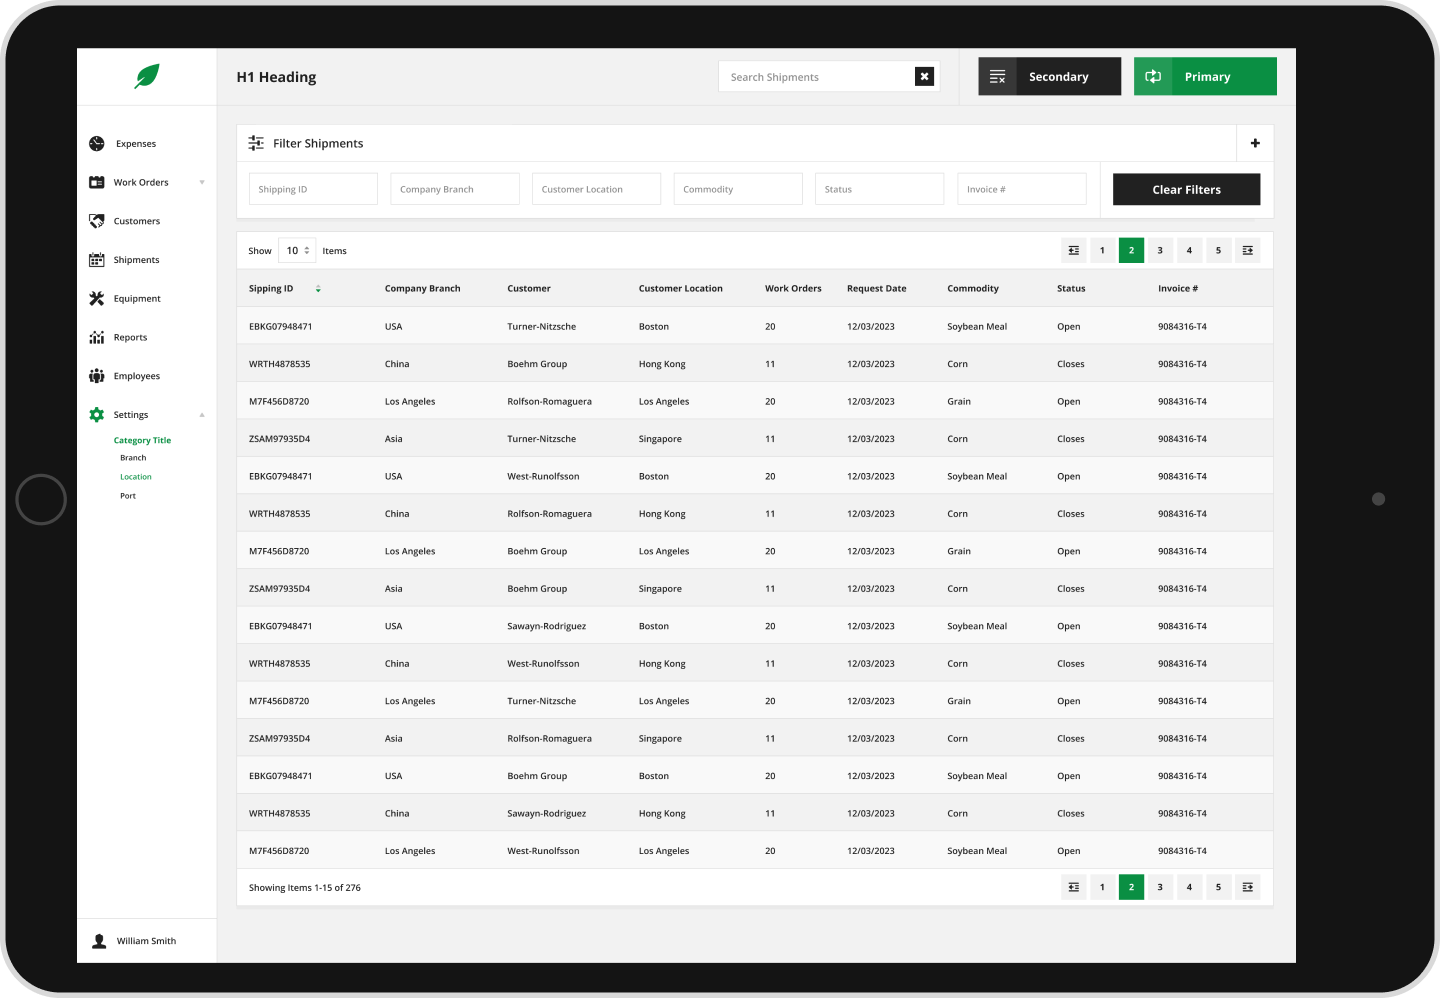 H1 Heading
Search Shipments
Secondary
Primary
Expenses
Work Orders
Customers
Shipments
Equipment
Reports
Employees
Settings
Category Title
Branch
Location
Port
William Smith
Filter Shipments
Shipping ID Company Branch Customer Location Commodity Status Invoice # Clear Filters
Show 10 Items 1 2 3 4 5
Sipping ID Company Branch Customer Customer Location Work Orders Request Date Commodity Status Invoice #
EBKG07948471 USA Turner-Nitzsche Boston 20 12/03/2023 Soybean Meal Open 9084316-T4
WRTH4878535 China Boehm Group Hong Kong 11 12/03/2023 Corn Closes 9084316-T4
M7F456D8720 Los Angeles Rolfson-Romaguera Los Angeles 20 12/03/2023 Grain Open 9084316-T4
ZSAM97935D4 Asia Turner-Nitzsche Singapore 11 12/03/2023 Corn Closes 9084316-T4
EBKG07948471 USA West-Runolfsson Boston 20 12/03/2023 Soybean Meal Open 9084316-T4
WRTH4878535 China Rolfson-Romaguera Hong Kong 11 12/03/2023 Corn Closes 9084316-T4
M7F456D8720 Los Angeles Boehm Group Los Angeles 20 12/03/2023 Grain Open 9084316-T4
ZSAM97935D4 Asia Boehm Group Singapore 11 12/03/2023 Corn Closes 9084316-T4
EBKG07948471 USA Sawayn-Rodriguez Boston 20 12/03/2023 Soybean Meal Open 9084316-T4
WRTH4878535 China West-Runolfsson Hong Kong 11 12/03/2023 Corn Closes 9084316-T4
M7F456D8720 Los Angeles Turner-Nitzsche Los Angeles 20 12/03/2023 Grain Open 9084316-T4
ZSAM97935D4 Asia Rolfson-Romaguera Singapore 11 12/03/2023 Corn Closes 9084316-T4
EBKG07948471 USA Boehm Group Boston 20 12/03/2023 Soybean Meal Open 9084316-T4
WRTH4878535 China Sawayn-Rodriguez Hong Kong 11 12/03/2023 Corn Closes 9084316-T4
M7F456D8720 Los Angeles West-Runolfsson Los Angeles 20 12/03/2023 Soybean Meal Open 9084316-T4
Showing Items 1-15 of 276 1 2 3 4 5